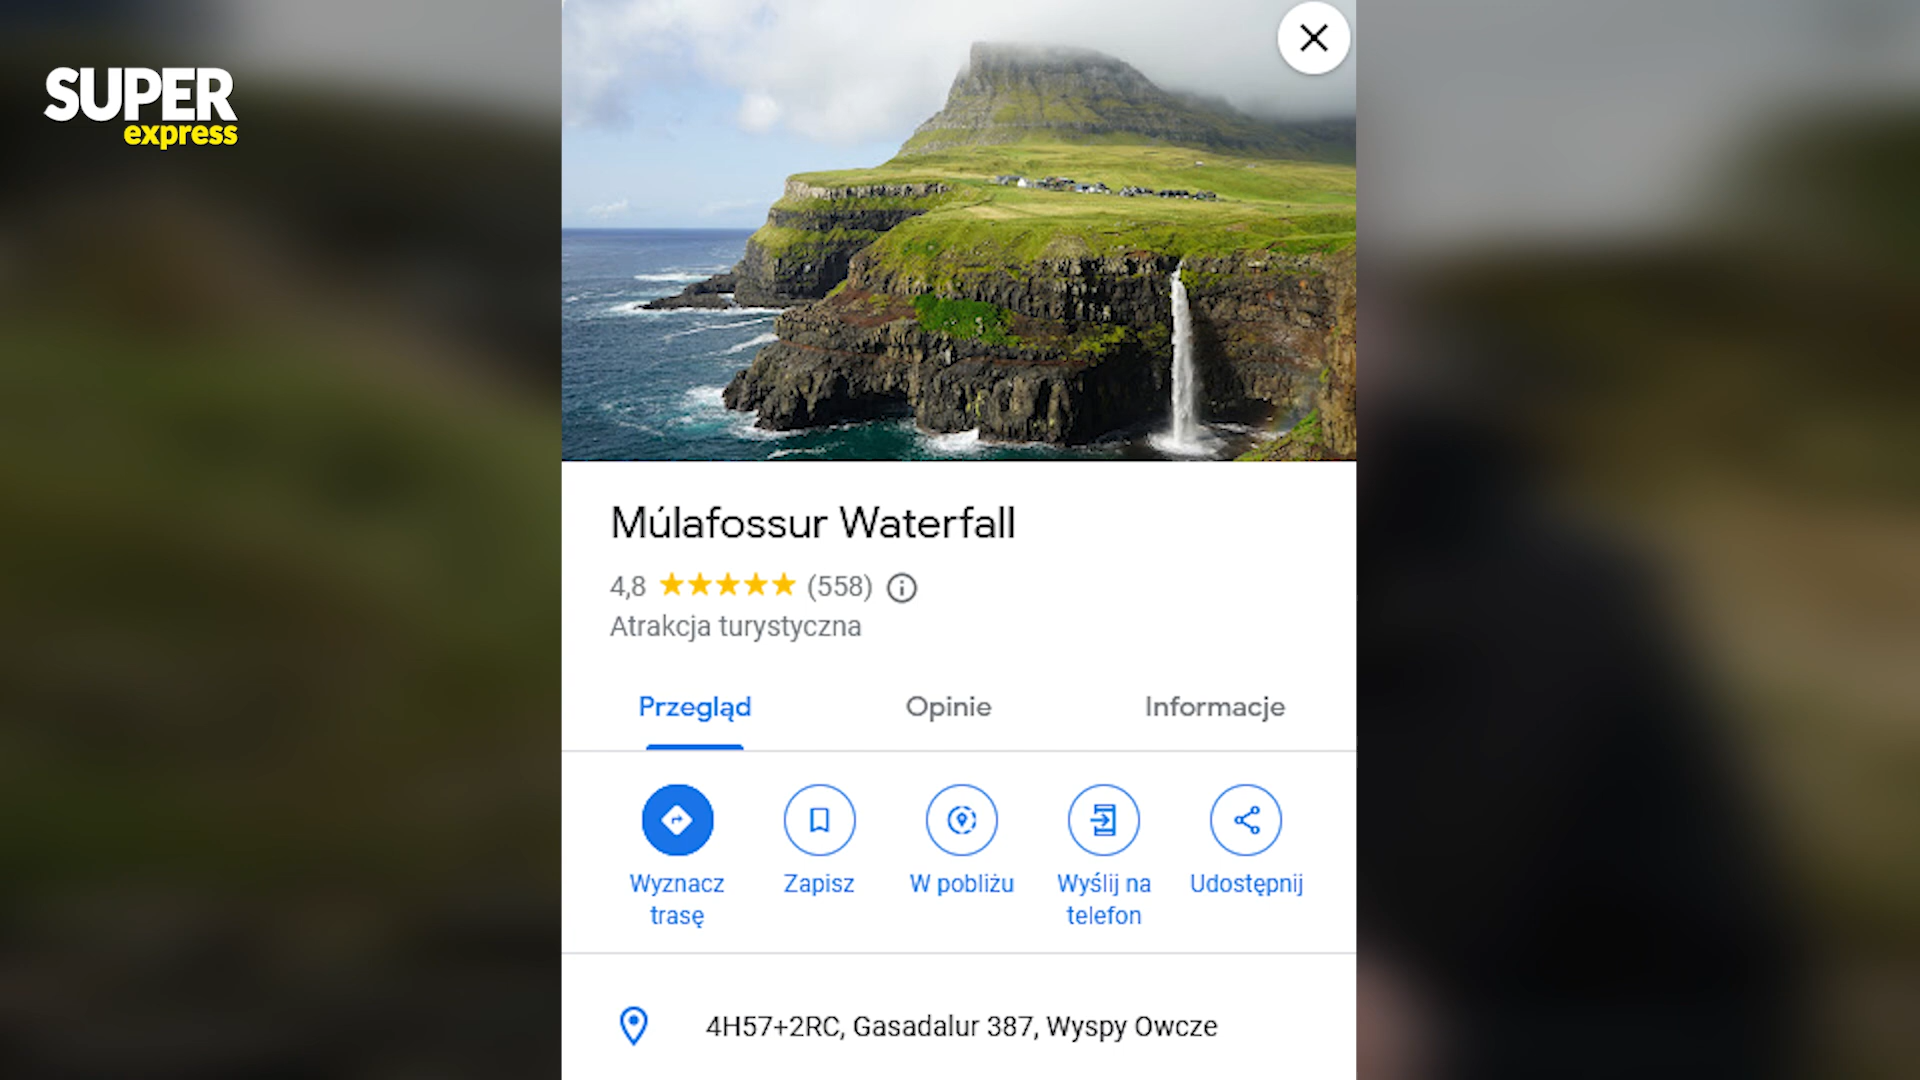 SUPER
express
Múlafossur Waterfall
4,8 ★★★★★ (558)
Atrakcja turystyczna
Przegląd Opinie Informacje
Wyznacz trasę
Zapisz
W pobliżu
Wyślij na telefon
Udostępnij
4H57+2RC, Gasadalur 387, Wyspy Owcze